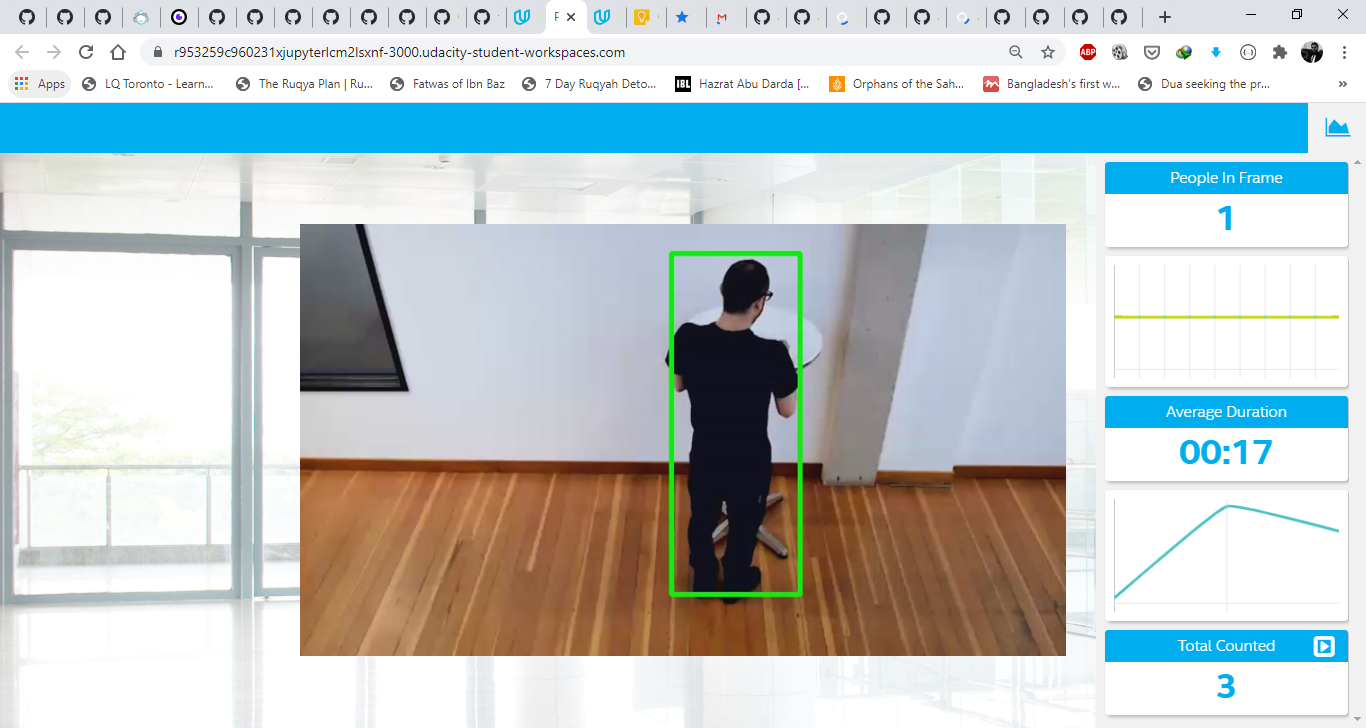 F
r953259c960231xjupyterlcm2lsxnf-3000.udacity-student-workspaces.com
ABP
Apps
LQ Toronto - Learn...
The Ruqya Plan | Ru...
Fatwas of Ibn Baz
7 Day Ruqyah Deto...
IBL
Hazrat Abu Darda [...
Orphans of the Sah...
Bangladesh's first w...
Dua seeking the pr...
People In Frame
1
Average Duration
00:17
Total Counted
3